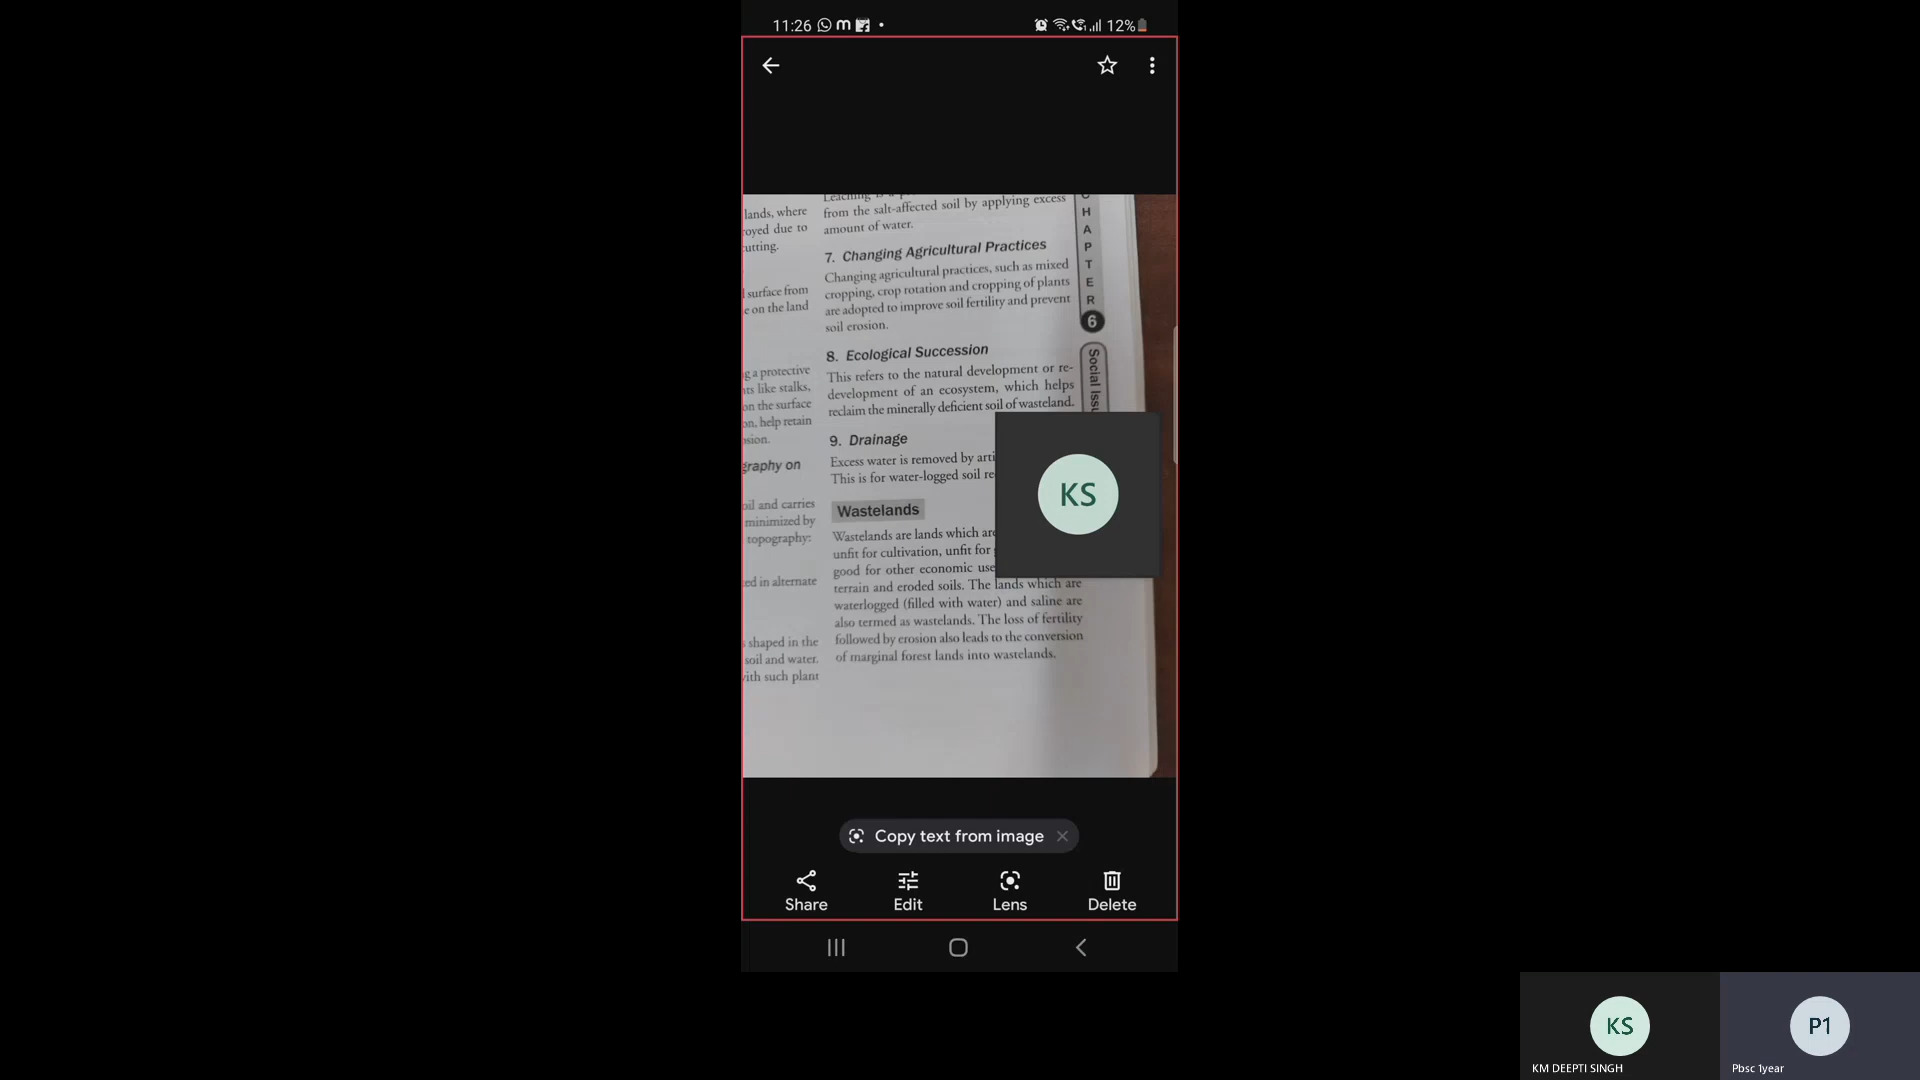 11:26
12%
lands, where
royed due to
cutting.
surface from
e on the land
g a protective
nts like stalks,
on the surface
on, help retain
osion.
graphy on
oil and carries
minimized by
topography:
ed in alternate
s shaped in the
soil and water.
with such plant
Leaching is a
from the salt-affected soil by applying excess
amount of water.
7. Changing Agricultural Practices
Changing agricultural practices, such as mixed
cropping, crop rotation and cropping of plants
are adopted to improve soil fertility and prevent
soil erosion.
8. Ecological Succession
This refers to the natural development or re-
development of an ecosystem, which helps
reclaim the minerally deficient soil of wasteland.
9. Drainage
Excess water is removed by arti
This is for water-logged soil re
Wastelands
Wastelands are lands which are
unfit for cultivation, unfit for
good for other economic use
terrain and eroded soils. The lands which are
waterlogged (filled with water) and saline are
also termed as wastelands. The loss of fertility
followed by erosion also leads to the conversion
of marginal forest lands into wastelands.
CHAPTER
6
Social Issu
KS
Copy text from image
Share
Edit
Lens
Delete
KS
KM DEEPTI SINGH
P1
Pbsc 1year